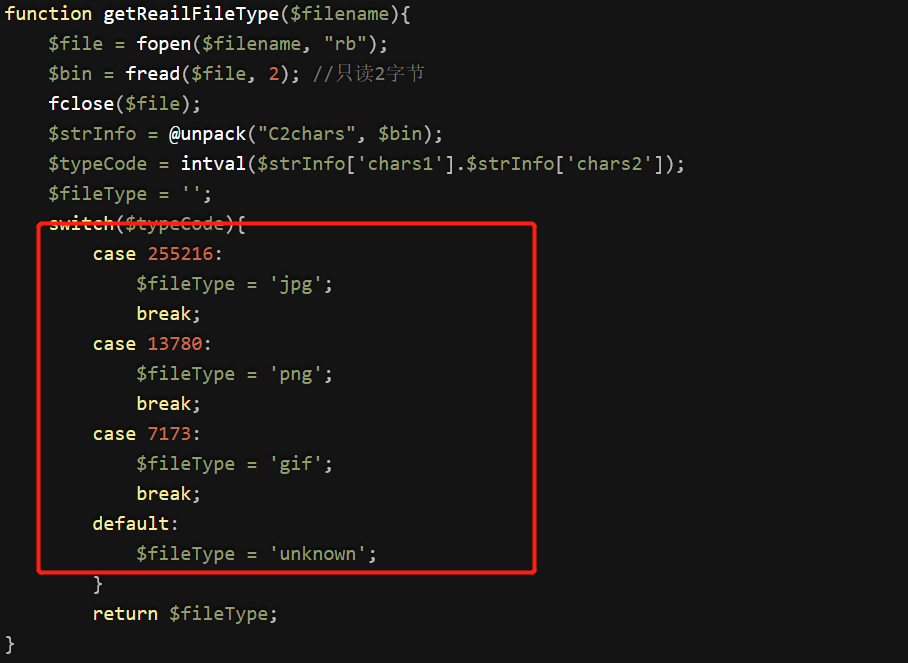 function getReailFileType($filename){
    $file = fopen($filename, "rb");
    $bin = fread($file, 2); //只读2字节
    fclose($file);
    $strInfo = @unpack("C2chars", $bin);
    $typeCode = intval($strInfo['chars1'].$strInfo['chars2']);
    $fileType = '';
    switch($typeCode){
        case 255216:
            $fileType = 'jpg';
            break;
        case 13780:
            $fileType = 'png';
            break;
        case 7173:
            $fileType = 'gif';
            break;
        default:
            $fileType = 'unknown';
        }
        return $fileType;
}